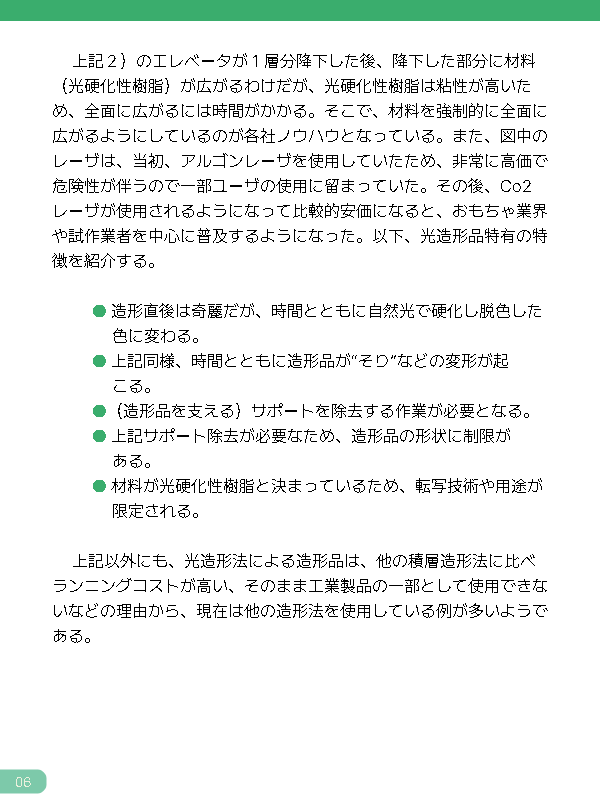 上記２）のエレベータが１層分降下した後、降下した部分に材料
（光硬化性樹脂）が広がるわけだが、光硬化性樹脂は粘性が高いた
め、全面に広がるには時間がかかる。そこで、材料を強制的に全面に
広がるようにしているのが各社ノウハウとなっている。また、図中の
レーザは、当初、アルゴンレーザを使用していたため、非常に高価で
危険性が伴うので一部ユーザの使用に留まっていた。その後、Co2
レーザが使用されるようになって比較的安価になると、おもちゃ業界
や試作業者を中心に普及するようになった。以下、光造形品特有の特
徴を紹介する。
● 造形直後は奇麗だが、時間とともに自然光で硬化し脱色した
色に変わる。
● 上記同様、時間とともに造形品が“そり”などの変形が起
こる。
●（造形品を支える）サポートを除去する作業が必要となる。
● 上記サポート除去が必要なため、造形品の形状に制限が
ある。
● 材料が光硬化性樹脂と決まっているため、転写技術や用途が
限定される。
上記以外にも、光造形法による造形品は、他の積層造形法に比べ
ランニングコストが高い、そのまま工業製品の一部として使用できな
いなどの理由から、現在は他の造形法を使用している例が多いようで
ある。
06